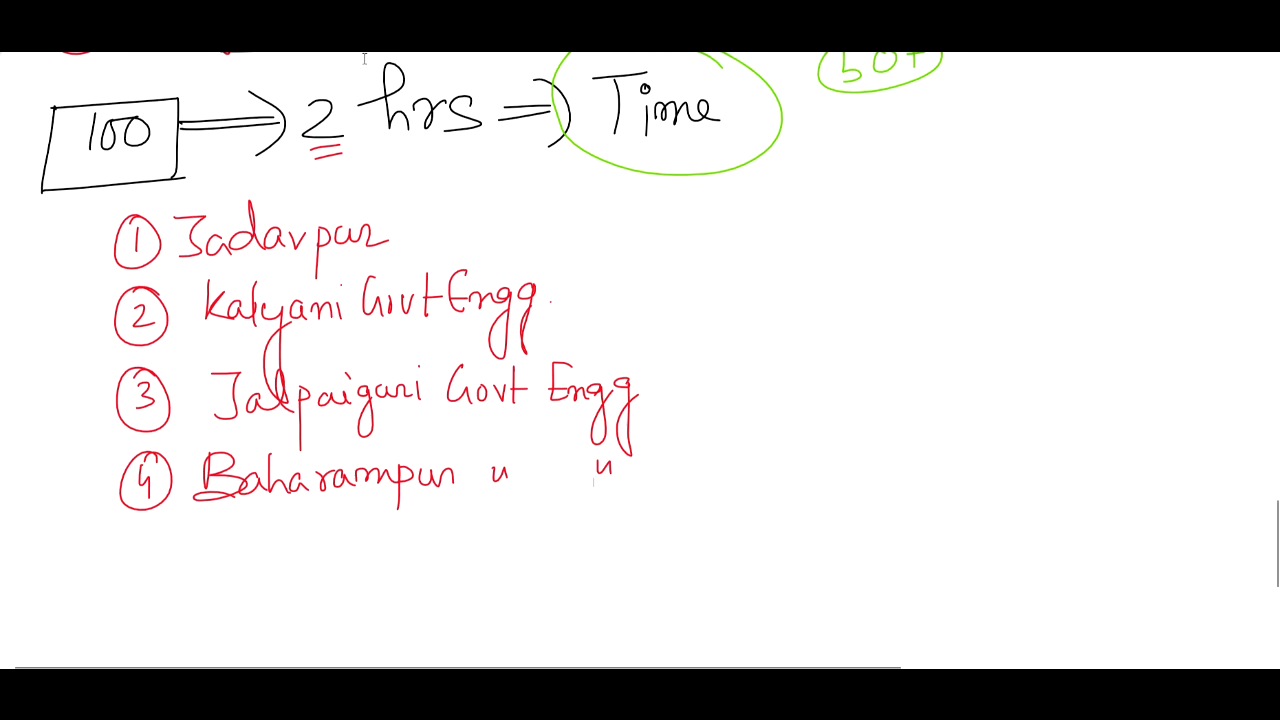 50+
100 ⇒ 2 hrs ⇒ Time
① Jadavpur
② Kalyani Govt Engg.
③ Jalpaiguri Govt Engg
④ Baharampur " "